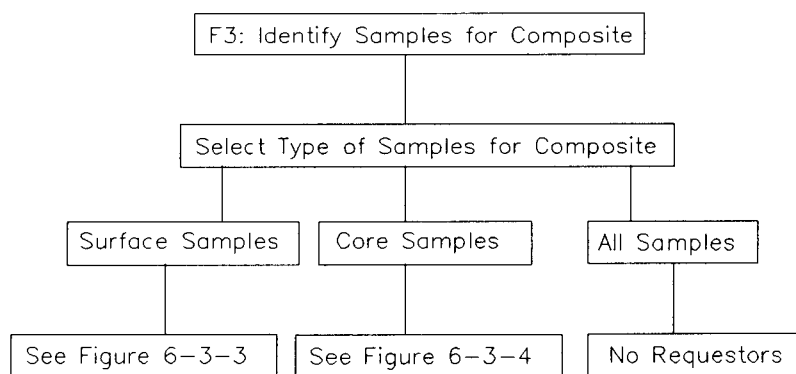 F3: Identify Samples for Composite
Select Type of Samples for Composite
Surface Samples
Core Samples
All Samples
See Figure 6-3-3
See Figure 6-3-4
No Requestors